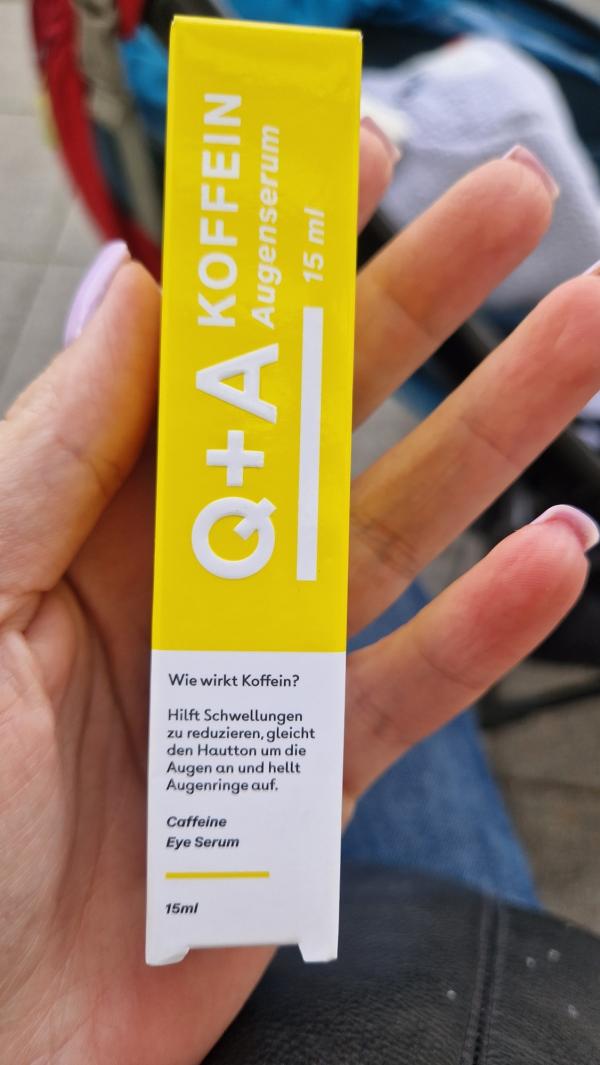 Q+A KOFFEIN
Augenserum
15 ml
Wie wirkt Koffein?
Hilft Schwellungen
zu reduzieren, gleicht
den Hautton um die
Augen an und hellt
Augenringe auf.
Caffeine
Eye Serum
15ml